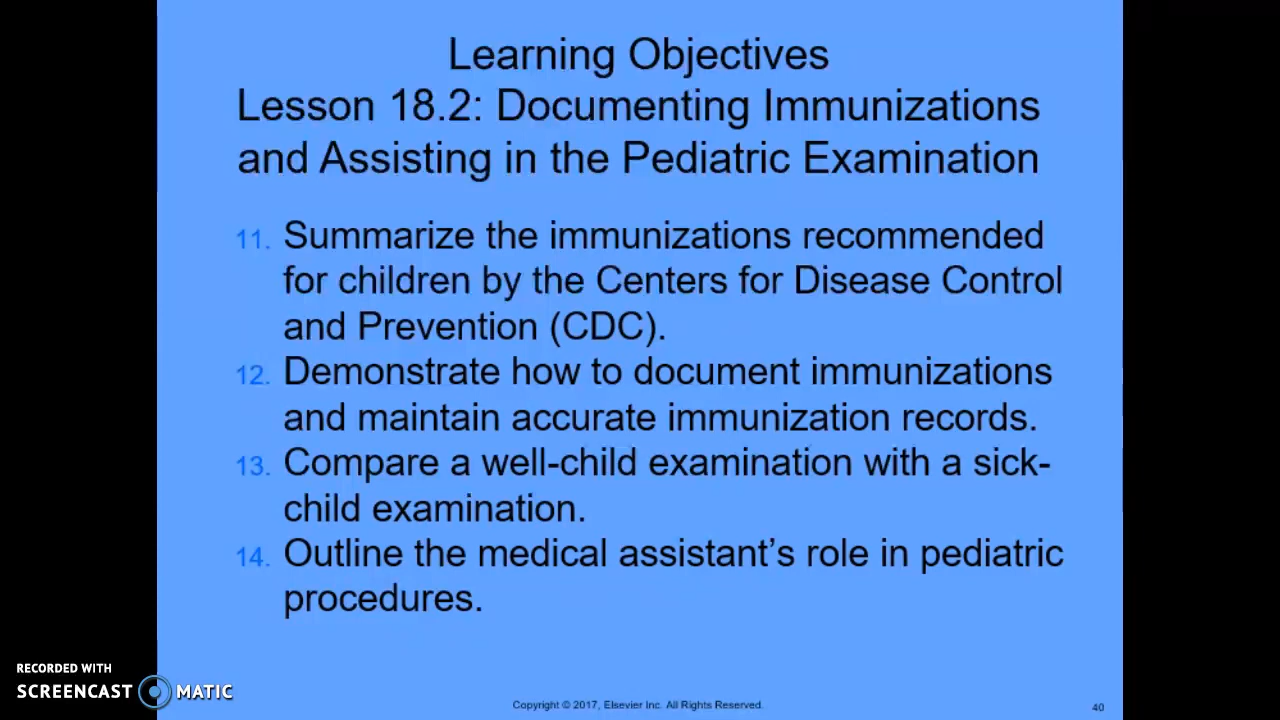 Learning Objectives
Lesson 18.2: Documenting Immunizations
and Assisting in the Pediatric Examination
11. Summarize the immunizations recommended
for children by the Centers for Disease Control
and Prevention (CDC).
12. Demonstrate how to document immunizations
and maintain accurate immunization records.
13. Compare a well-child examination with a sick-
child examination.
14. Outline the medical assistant’s role in pediatric
procedures.
RECORDED WITH
SCREENCAST MATIC
Copyright © 2017, Elsevier Inc. All Rights Reserved.
40